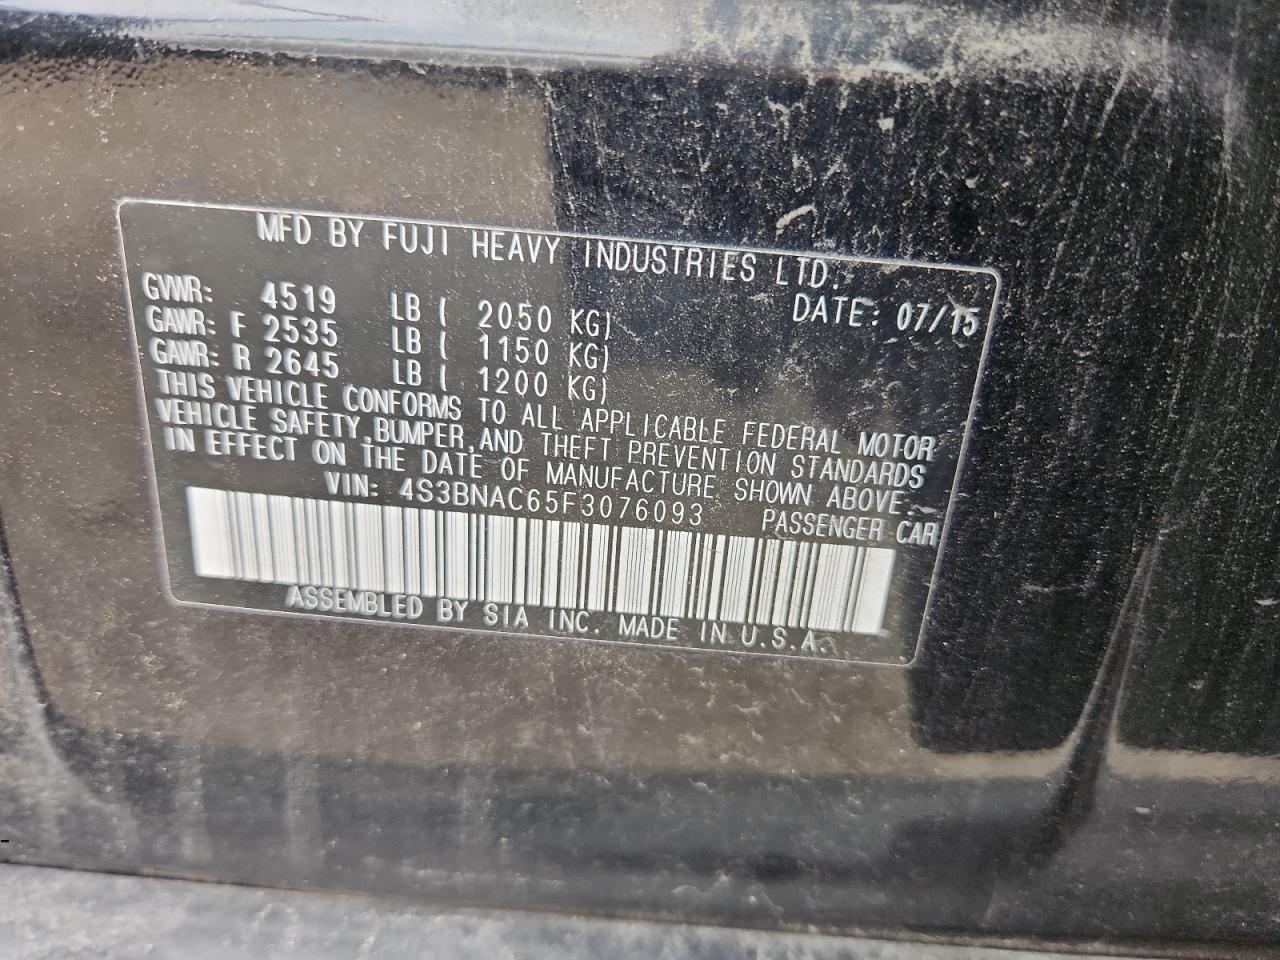 MFD BY FUJI HEAVY INDUSTRIES LTD.
DATE: 07/15
GVWR: 4519 LB ( 2050 KG)
GAWR: F 2535 LB ( 1150 KG)
GAWR: R 2645 LB ( 1200 KG)
THIS VEHICLE CONFORMS TO ALL APPLICABLE FEDERAL MOTOR
VEHICLE SAFETY,BUMPER,AND THEFT PREVENTION STANDARDS
IN EFFECT ON THE DATE OF MANUFACTURE SHOWN ABOVE.
VIN: 4S3BNAC65F3076093 PASSENGER CAR
ASSEMBLED BY SIA INC. MADE IN U.S.A.